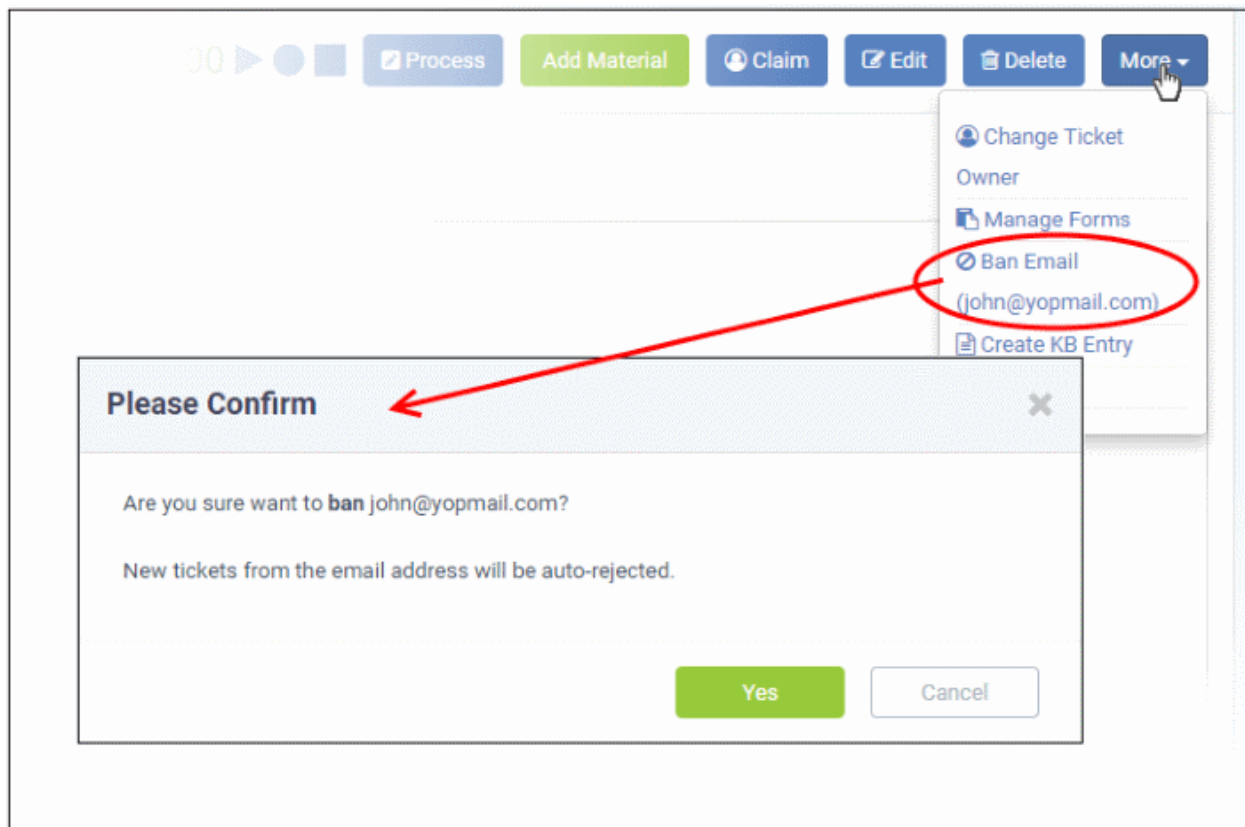 Process Add Material Claim Edit Delete More
Change Ticket
Owner
Manage Forms
Ban Email
(john@yopmail.com)
Create KB Entry
Please Confirm
Are you sure want to ban john@yopmail.com?
New tickets from the email address will be auto-rejected.
Yes Cancel